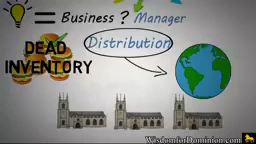 = Business ? Manager
DEAD
INVENTORY
Distribution
WisdomforDominion.com